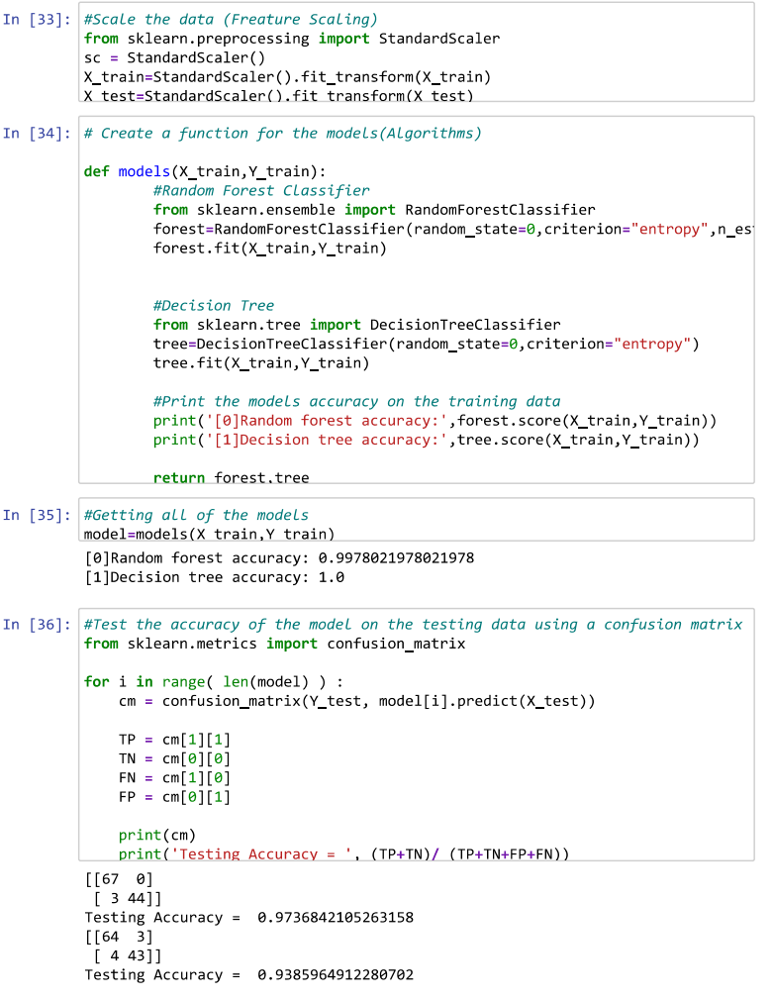 In [33]: #Scale the data (Freature Scaling)
from sklearn.preprocessing import StandardScaler
sc = StandardScaler()
X_train=StandardScaler().fit_transform(X_train)
X_test=StandardScaler().fit_transform(X_test)
In [34]: # Create a function for the models(Algorithms)
def models(X_train,Y_train):
#Random Forest Classifier
from sklearn.ensemble import RandomForestClassifier
forest=RandomForestClassifier(random_state=0,criterion="entropy",n_es
forest.fit(X_train,Y_train)
#Decision Tree
from sklearn.tree import DecisionTreeClassifier
tree=DecisionTreeClassifier(random_state=0,criterion="entropy")
tree.fit(X_train,Y_train)
#Print the models accuracy on the training data
print('[0]Random forest accuracy:',forest.score(X_train,Y_train))
print('[1]Decision tree accuracy:',tree.score(X_train,Y_train))
return forest,tree
In [35]: #Getting all of the models
model=models(X_train,Y_train)
[0]Random forest accuracy: 0.9978021978021978
[1]Decision tree accuracy: 1.0
In [36]: #Test the accuracy of the model on the testing data using a confusion matrix
from sklearn.metrics import confusion_matrix
for i in range( len(model) ) :
cm = confusion_matrix(Y_test, model[i].predict(X_test))
TP = cm[1][1]
TN = cm[0][0]
FN = cm[1][0]
FP = cm[0][1]
print(cm)
print('Testing Accuracy = ', (TP+TN)/ (TP+TN+FP+FN))
[[67  0]
[ 3 44]]
Testing Accuracy =  0.9736842105263158
[[64  3]
[ 4 43]]
Testing Accuracy =  0.9385964912280702